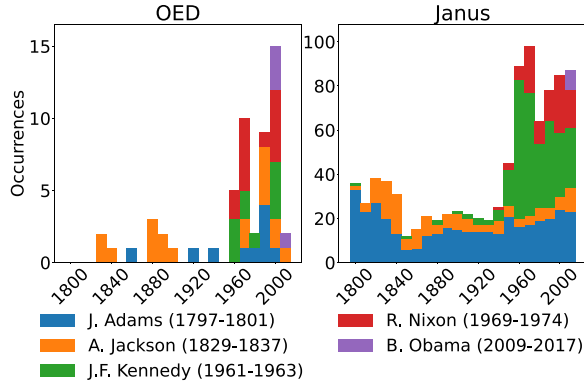 OED
Janus
Occurrences
15
10
5
0
100
80
60
40
20
0
1800
1840
1880
1920
1960
2000
1800
1840
1880
1920
1960
2000
J. Adams (1797-1801)
A. Jackson (1829-1837)
J.F. Kennedy (1961-1963)
R. Nixon (1969-1974)
B. Obama (2009-2017)